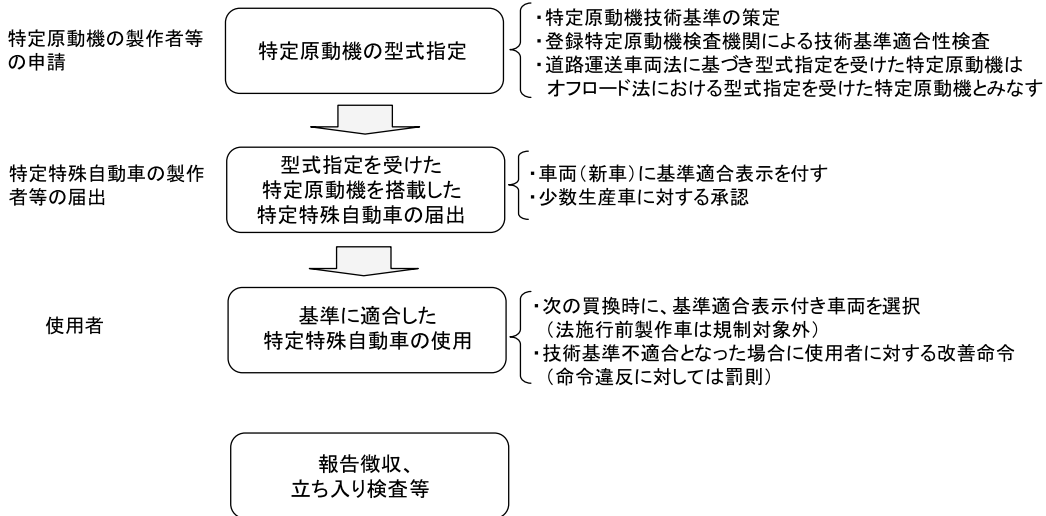 特定原動機の製作者等
の申請
特定原動機の型式指定
・特定原動機技術基準の策定
・登録特定原動機検査機関による技術基準適合性検査
・道路運送車両法に基づき型式指定を受けた特定原動機は
オフロード法における型式指定を受けた特定原動機とみなす
特定特殊自動車の製作
者等の届出
型式指定を受けた
特定原動機を搭載した
特定特殊自動車の届出
・車両（新車）に基準適合表示を付す
・少数生産車に対する承認
使用者
基準に適合した
特定特殊自動車の使用
・次の買換時に、基準適合表示付き車両を選択
（法施行前製作車は規制対象外）
・技術基準不適合となった場合に使用者に対する改善命令
（命令違反に対しては罰則）
報告徴収、
立ち入り検査等